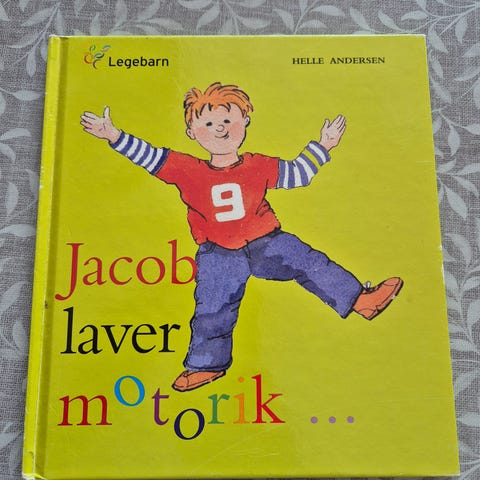 Legebarn
HELLE ANDERSEN
9
Jacob
laver
motorik ...